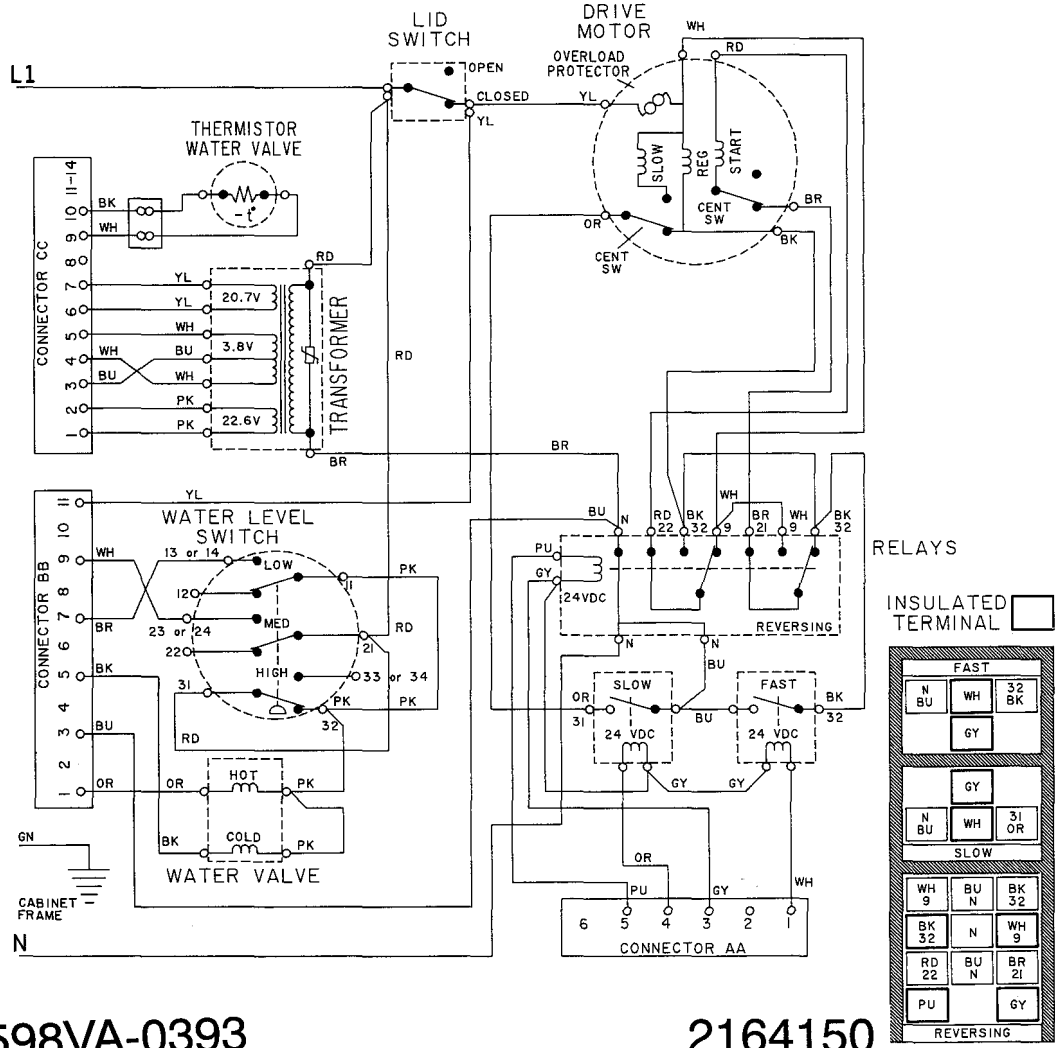 LID
SWITCH
DRIVE
MOTOR
WH
RD
L1
OPEN
OVERLOAD
PROTECTOR
CLOSED
YL
YL
THERMISTOR
WATER VALVE
-t°
SLOW
REG
START
CENT
SW
BR
OR
BK
CENT
SW
CONNECTOR CC
11-14
10
9
8
7
6
5
4
3
2
1
BK
WH
YL
YL
WH
WH
BU
BU
WH
PK
PK
20.7V
3.8V
22.6V
TRANSFORMER
RD
RD
BR
BR
CONNECTOR BB
11
10
9
8
7
6
5
4
3
2
1
YL
WH
BR
BK
BU
OR
OR
BK
WATER LEVEL
SWITCH
13 or 14
LOW
12
11
PK
23 or 24
MED
22
21
RD
HIGH
33 or 34
31
PK
PK
32
RD
HOT
PK
COLD
PK
WATER VALVE
GN
CABINET
FRAME
N
BU
N
RD
22
BK
32
9
WH
BR
21
WH
9
BK
32
PU
GY
24VDC
REVERSING
RELAYS
N
N
BU
SLOW
FAST
OR
31
BU
BK
32
24 VDC
24 VDC
GY
GY
OR
PU
GY
WH
6 5 4 3 2 1
CONNECTOR AA
INSULATED
TERMINAL
FAST
N
BU
WH
32
BK
GY
GY
N
BU
WH
31
OR
SLOW
WH
9
BU
N
BK
32
BK
32
N
WH
9
RD
22
BU
N
BR
21
PU
GY
REVERSING
598VA-0393
2164150